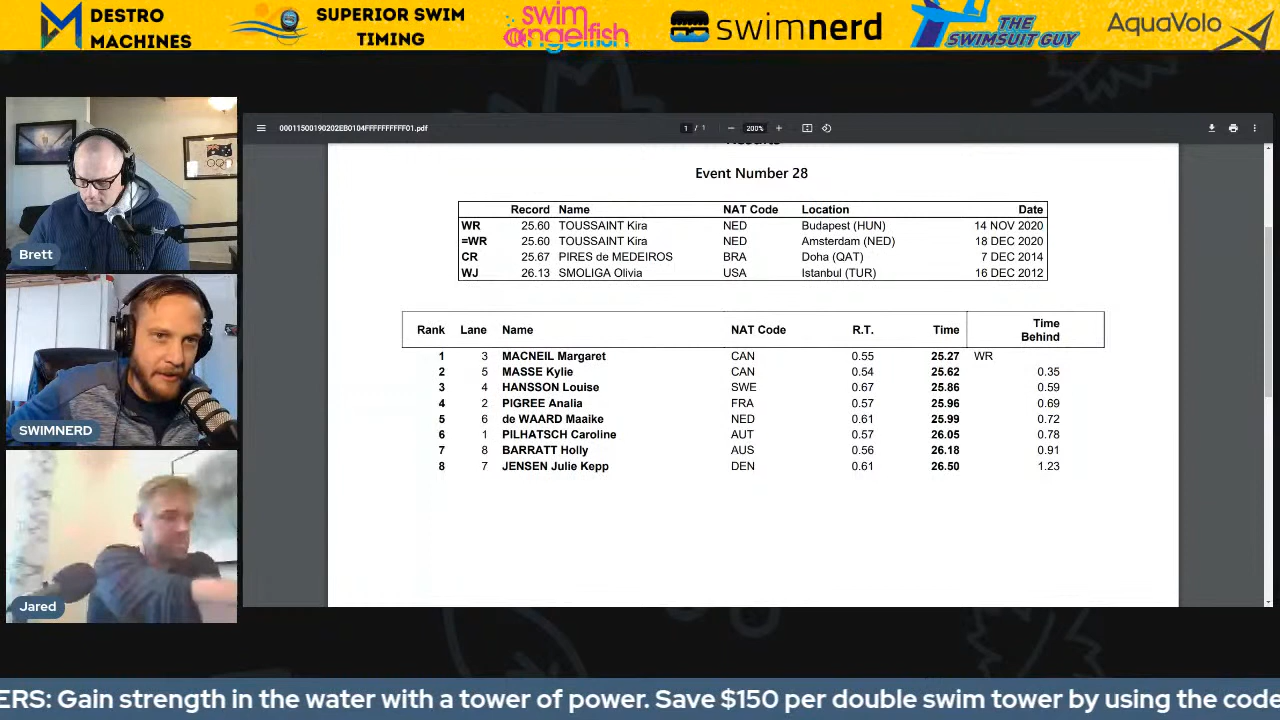 DESTRO
MACHINES
SUPERIOR SWIM
TIMING
swim
angelfish
swimnerd
THE
SWIMSUIT GUY
AquaVolo
Brett
SWIMNERD
Jared
00011500190202EB0104FFFFFFFFFF01.pdf
1 / 1
200%
Results
Event Number 28
Record Name NAT Code Location Date
WR 25.60 TOUSSAINT Kira NED Budapest (HUN) 14 NOV 2020
=WR 25.60 TOUSSAINT Kira NED Amsterdam (NED) 18 DEC 2020
CR 25.67 PIRES de MEDEIROS BRA Doha (QAT) 7 DEC 2014
WJ 26.13 SMOLIGA Olivia USA Istanbul (TUR) 16 DEC 2012
Rank Lane Name NAT Code R.T. Time Time
Behind
1 3 MACNEIL Margaret CAN 0.55 25.27 WR
2 5 MASSE Kylie CAN 0.54 25.62 0.35
3 4 HANSSON Louise SWE 0.67 25.86 0.59
4 2 PIGREE Analia FRA 0.57 25.96 0.69
5 6 de WAARD Maaike NED 0.61 25.99 0.72
6 1 PILHATSCH Caroline AUT 0.57 26.05 0.78
7 8 BARRATT Holly AUS 0.56 26.18 0.91
8 7 JENSEN Julie Kepp DEN 0.61 26.50 1.23
ERS: Gain strength in the water with a tower of power. Save $150 per double swim tower by using the code